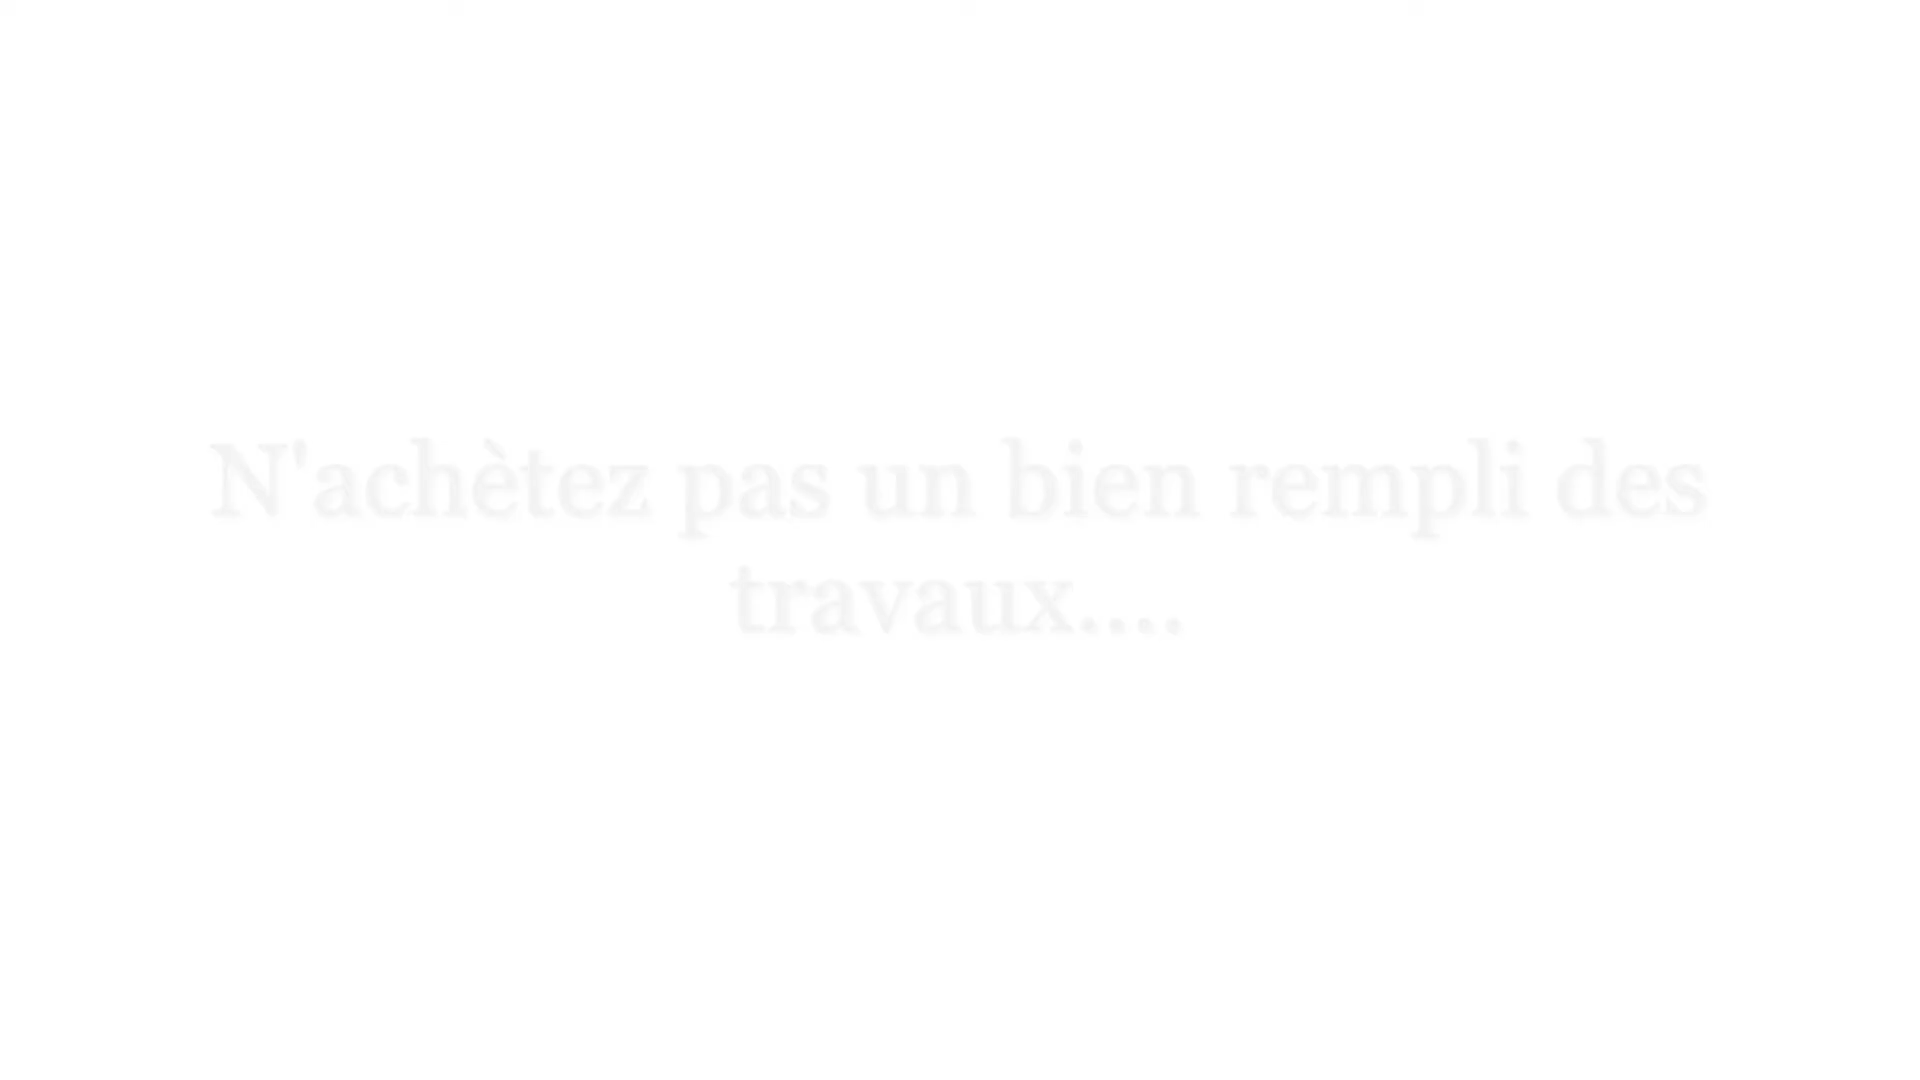 N'achètez pas un bien rempli des
travaux....